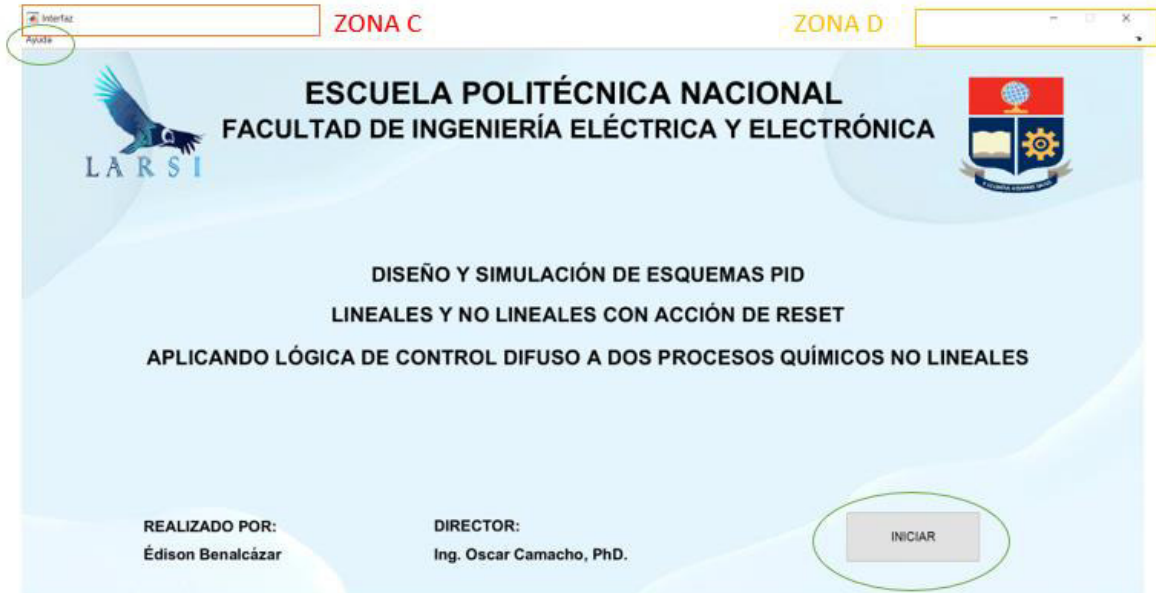 Interfaz
ZONA C
ZONA D
Ayuda
ESCUELA POLITÉCNICA NACIONAL
FACULTAD DE INGENIERÍA ELÉCTRICA Y ELECTRÓNICA
LARSI
DISEÑO Y SIMULACIÓN DE ESQUEMAS PID
LINEALES Y NO LINEALES CON ACCIÓN DE RESET
APLICANDO LÓGICA DE CONTROL DIFUSO A DOS PROCESOS QUÍMICOS NO LINEALES
REALIZADO POR:
DIRECTOR:
INICIAR
Édison Benalcázar
Ing. Oscar Camacho, PhD.